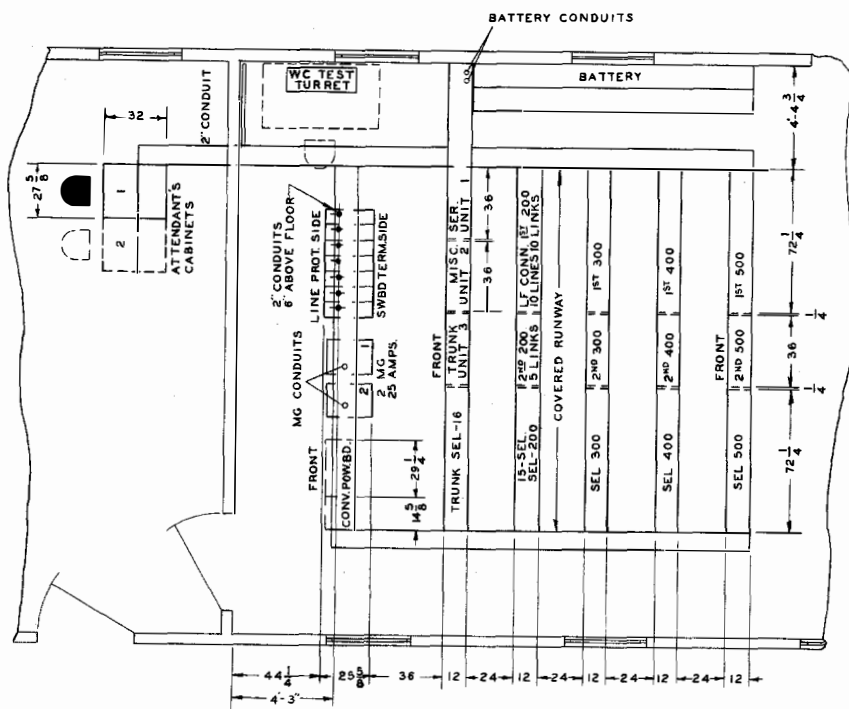 BATTERY CONDUITS
WC TEST
TURRET
BATTERY
4'-4 3/4
2" CONDUIT
32
27 5/8
1
2
ATTENDANT'S
CABINETS
2" CONDUITS
6" ABOVE FLOOR
LINE PROT. SIDE
SWBD TERM. SIDE
MG CONDUITS
1
2
2 MG
25 AMPS.
FRONT
CONV. POW. BD.
29 1/4
14 5/8
FRONT
SER.
UNIT 1
MISC.
UNIT 2
TRUNK
UNIT 3
TRUNK SEL-16
36
36
LF CONN. 1ST 200
10 LINES 10 LINKS
2ND 200
5 LINKS
15-SEL.
SEL-200
COVERED RUNWAY
1ST 300
2ND 300
SEL 300
1ST 400
2ND 400
SEL 400
FRONT
1ST 500
2ND 500
SEL 500
72 1/4
1/4
36
1/4
72 1/4
44 1/4
25 5/8
36
12
24
12
24
12
24
12
24
12
4'-3"